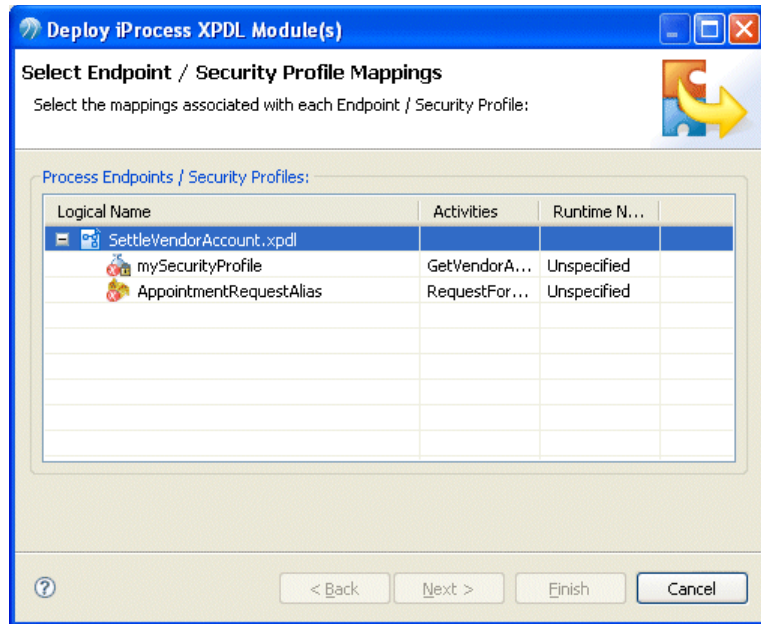 Deploy iProcess XPDL Module(s)
Select Endpoint / Security Profile Mappings
Select the mappings associated with each Endpoint / Security Profile:
Process Endpoints / Security Profiles:
Logical Name Activities Runtime N...
SettleVendorAccount.xpdl
mySecurityProfile GetVendorA... Unspecified
AppointmentRequestAlias RequestFor... Unspecified
? < Back Next > Finish Cancel